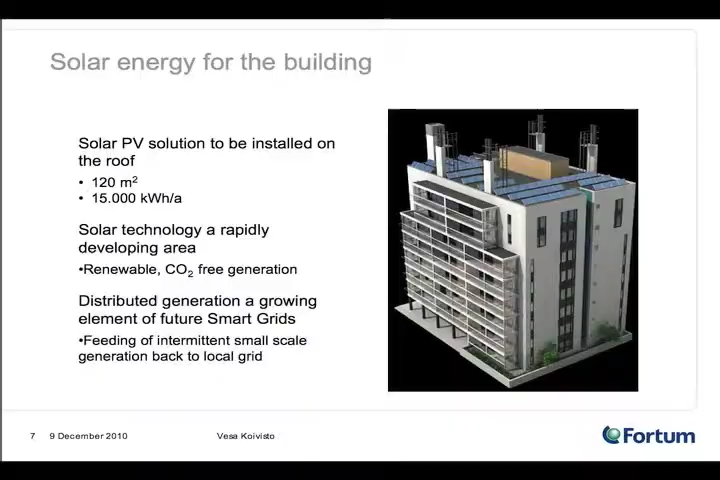 Solar energy for the building
Solar PV solution to be installed on
the roof
• 120 m²
• 15.000 kWh/a
Solar technology a rapidly
developing area
•Renewable, CO₂ free generation
Distributed generation a growing
element of future Smart Grids
•Feeding of intermittent small scale
generation back to local grid
7 9 December 2010 Vesa Koivisto
Fortum